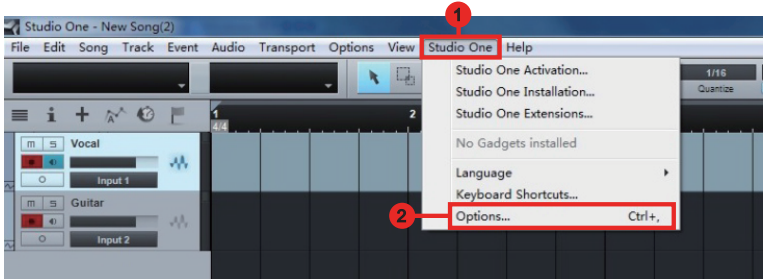 1
Studio One - New Song(2)
File Edit Song Track Event Audio Transport Options View Studio One Help
Studio One Activation...
Studio One Installation...
Studio One Extensions...
No Gadgets installed
Language
Keyboard Shortcuts...
2 Options... Ctrl+,
1/16
Quantize
1
4/4
2
m s Vocal
Input 1
m s Guitar
Input 2